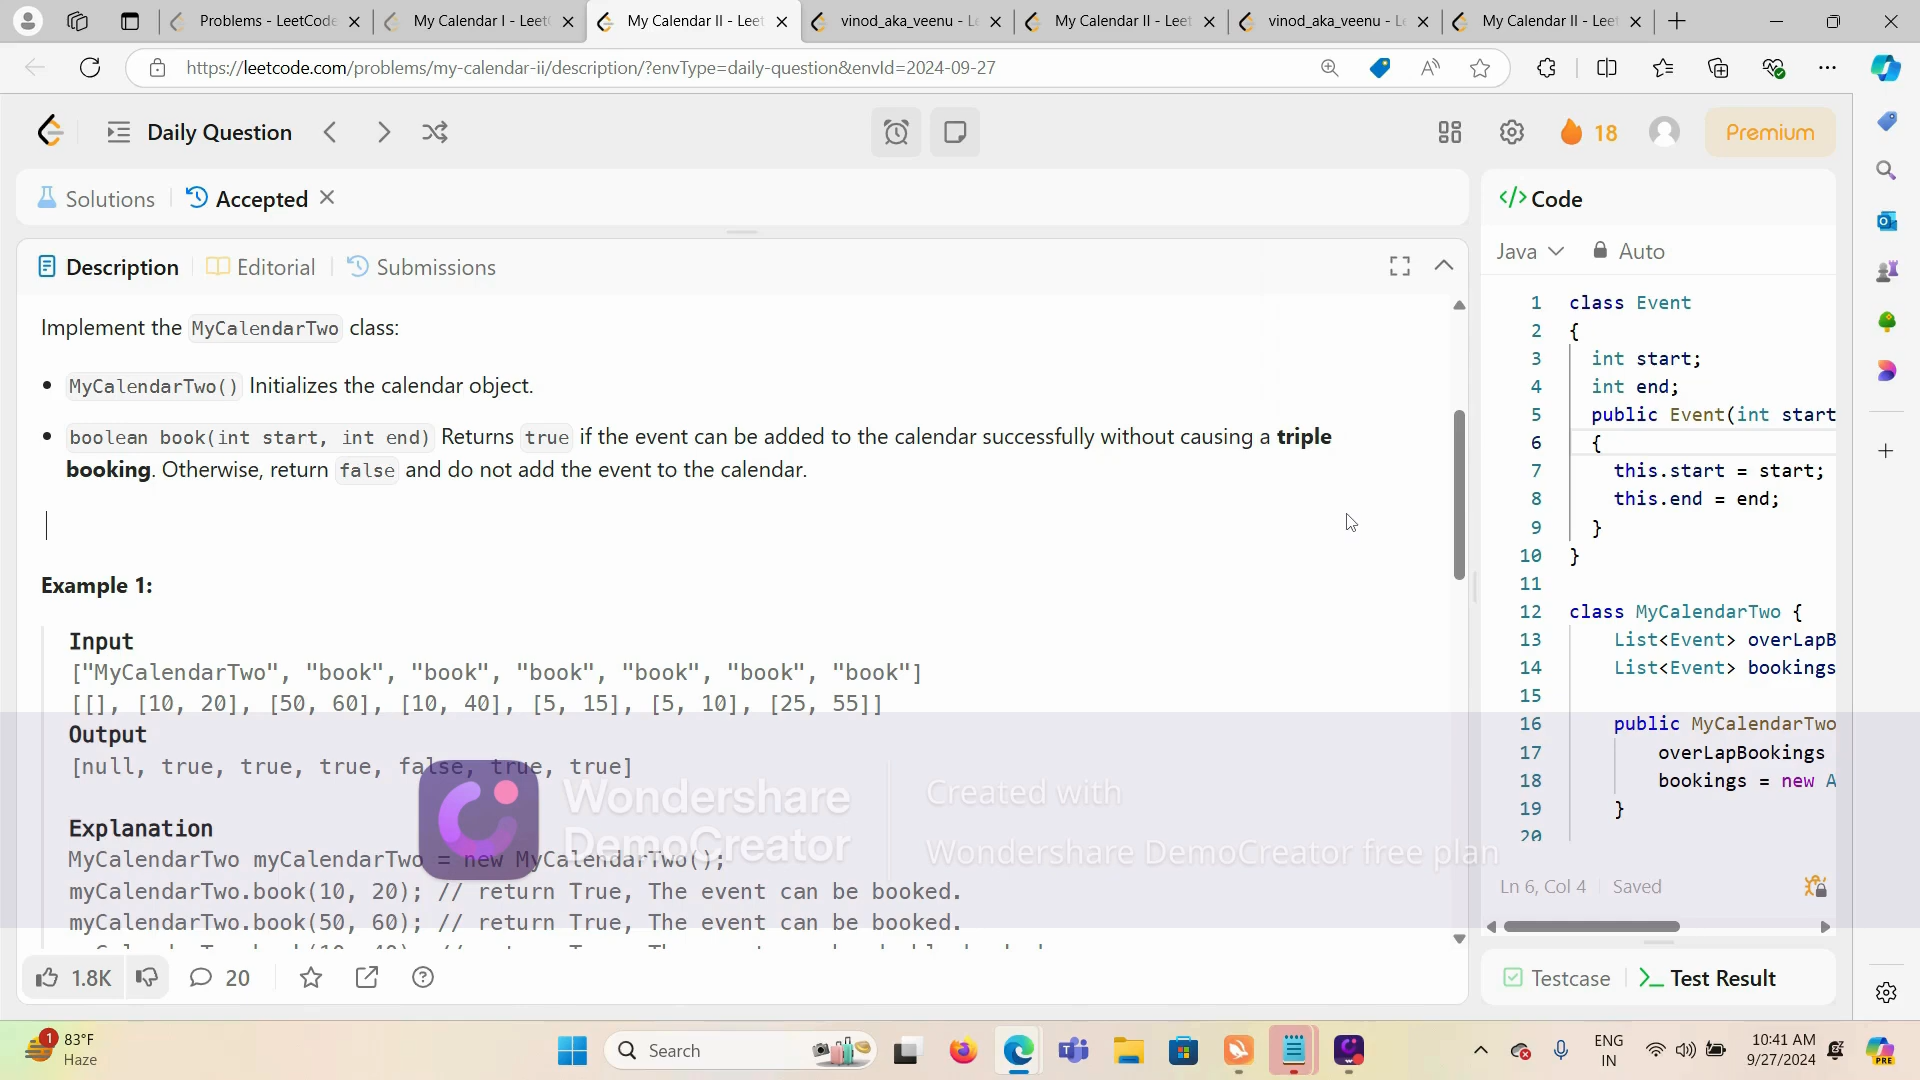 Problems - LeetCode
My Calendar I - Leet
My Calendar II - Leet
vinod_aka_veenu - Le
My Calendar II - Leet
vinod_aka_veenu - Le
My Calendar II - Leet
https://leetcode.com/problems/my-calendar-ii/description/?envType=daily-question&envId=2024-09-27
Daily Question
18
Premium
Solutions
Accepted
Description
Editorial
Submissions
Implement the MyCalendarTwo class:
MyCalendarTwo() Initializes the calendar object.
boolean book(int start, int end) Returns true if the event can be added to the calendar successfully without causing a triple
booking. Otherwise, return false and do not add the event to the calendar.
Example 1:
Input
["MyCalendarTwo", "book", "book", "book", "book", "book", "book"]
[[], [10, 20], [50, 60], [10, 40], [5, 15], [5, 10], [25, 55]]
Output
[null, true, true, true, false, true, true]
Explanation
MyCalendarTwo myCalendarTwo = new MyCalendarTwo();
myCalendarTwo.book(10, 20); // return True, The event can be booked.
myCalendarTwo.book(50, 60); // return True, The event can be booked.
Wondershare
DemoCreator
Created with
Wondershare DemoCreator free plan
1.8K
20
</> Code
Java
Auto
1 class Event
2 {
3 int start;
4 int end;
5 public Event(int start
6 {
7 this.start = start;
8 this.end = end;
9 }
10 }
11
12 class MyCalendarTwo {
13 List<Event> overLapB
14 List<Event> bookings
15
16 public MyCalendarTwo
17 overLapBookings
18 bookings = new A
19 }
20
Ln 6, Col 4
Saved
Testcase
Test Result
1
83°F
Haze
Search
ENG
IN
10:41 AM
9/27/2024
PRE